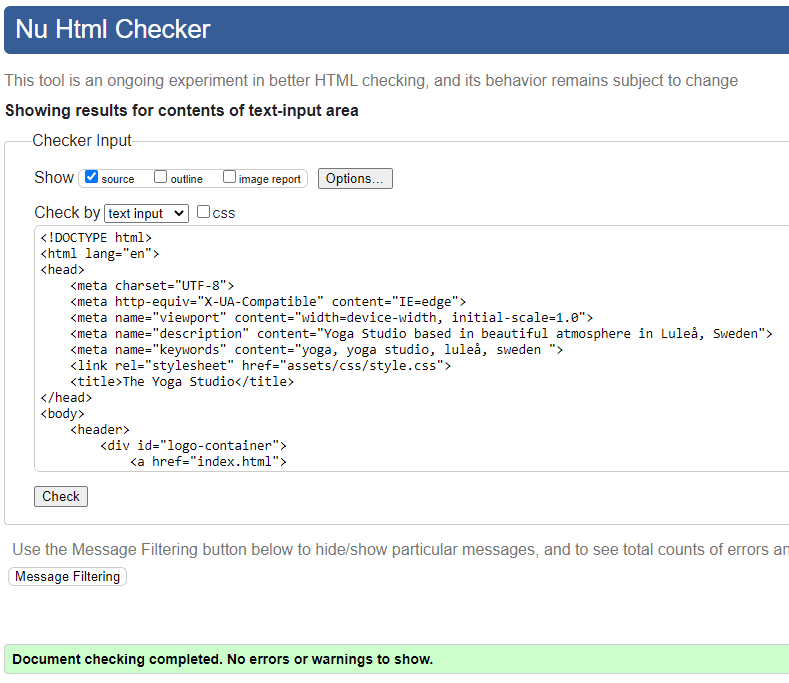 Nu Html Checker
This tool is an ongoing experiment in better HTML checking, and its behavior remains subject to change
Showing results for contents of text-input area
Checker Input
Show source outline image report Options...
Check by text input css
<!DOCTYPE html>
<html lang="en">
<head>
    <meta charset="UTF-8">
    <meta http-equiv="X-UA-Compatible" content="IE=edge">
    <meta name="viewport" content="width=device-width, initial-scale=1.0">
    <meta name="description" content="Yoga Studio based in beautiful atmosphere in Luleå, Sweden">
    <meta name="keywords" content="yoga, yoga studio, luleå, sweden ">
    <link rel="stylesheet" href="assets/css/style.css">
    <title>The Yoga Studio</title>
</head>
<body>
    <header>
        <div id="logo-container">
            <a href="index.html">
Check
Use the Message Filtering button below to hide/show particular messages, and to see total counts of errors an
Message Filtering
Document checking completed. No errors or warnings to show.